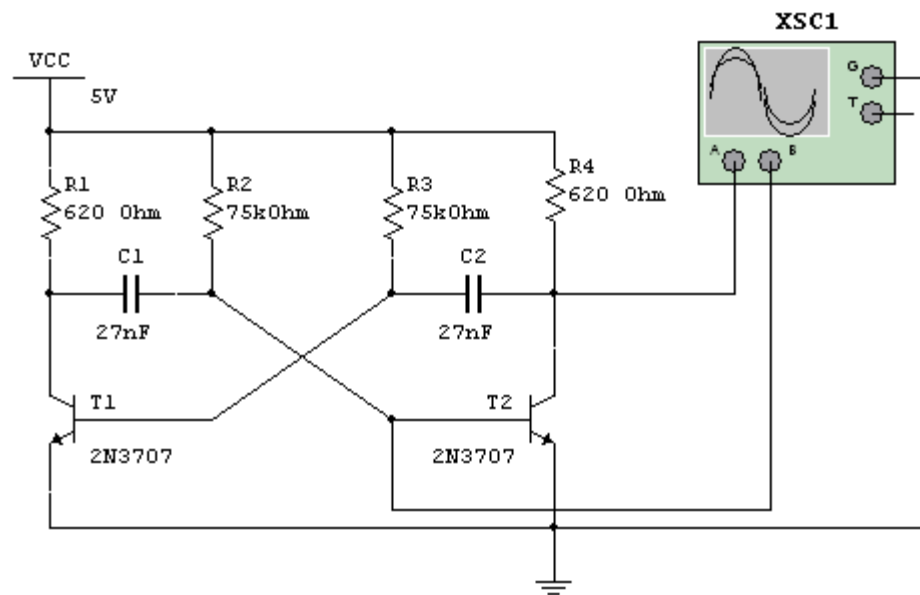 XSC1
VCC
5V
G
T
A
B
R1
620 Ohm
R2
75kOhm
R3
75kOhm
R4
620 Ohm
C1
27nF
C2
27nF
T1
2N3707
T2
2N3707